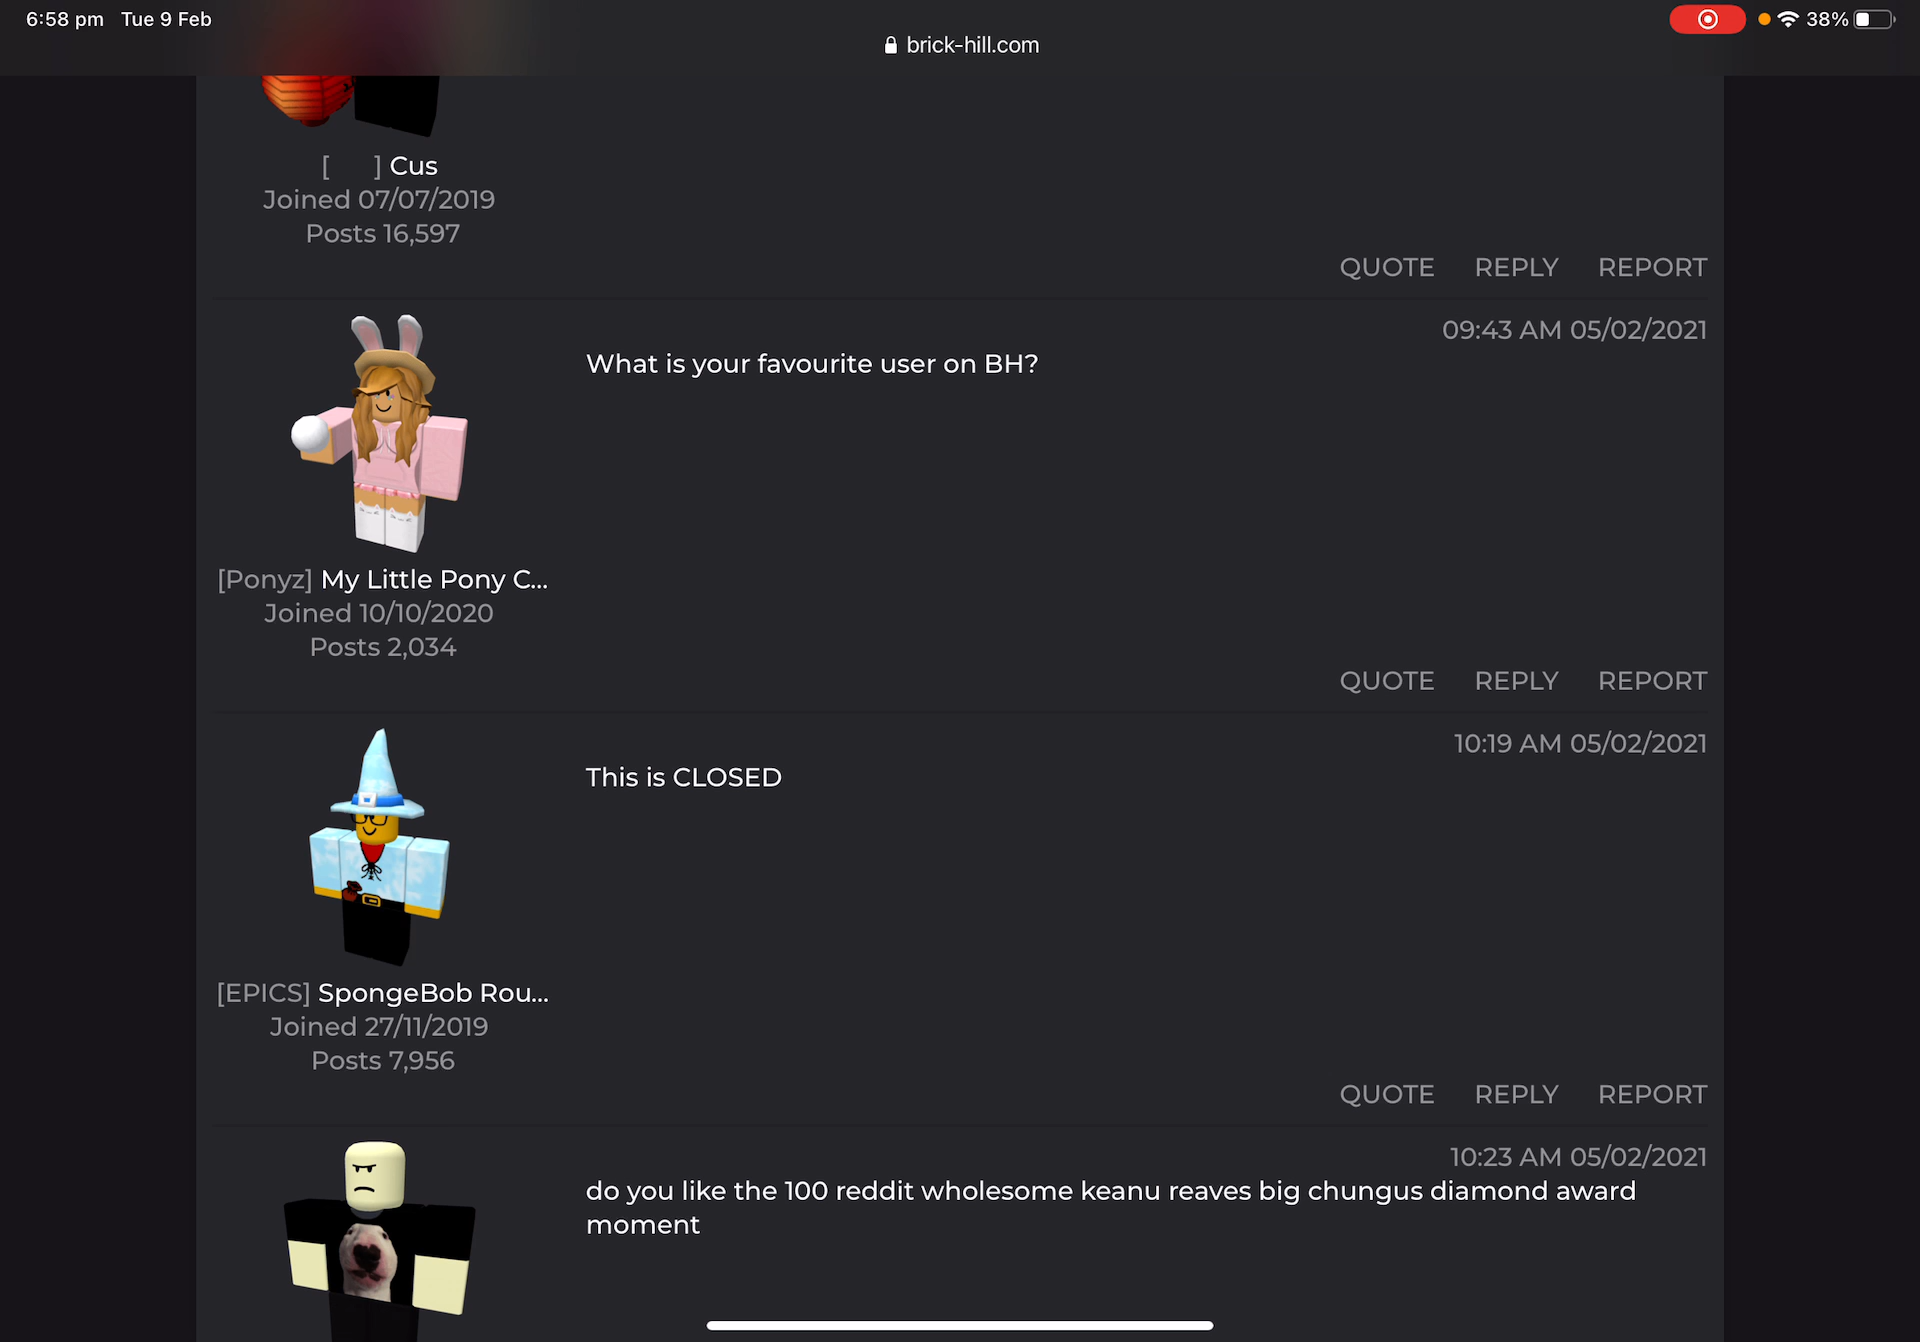 6:58 pm Tue 9 Feb
38%
brick-hill.com
[ ] Cus
Joined 07/07/2019
Posts 16,597
QUOTE REPLY REPORT
09:43 AM 05/02/2021
What is your favourite user on BH?
[Ponyz] My Little Pony C...
Joined 10/10/2020
Posts 2,034
QUOTE REPLY REPORT
10:19 AM 05/02/2021
This is CLOSED
[EPICS] SpongeBob Rou...
Joined 27/11/2019
Posts 7,956
QUOTE REPLY REPORT
10:23 AM 05/02/2021
do you like the 100 reddit wholesome keanu reaves big chungus diamond award
moment